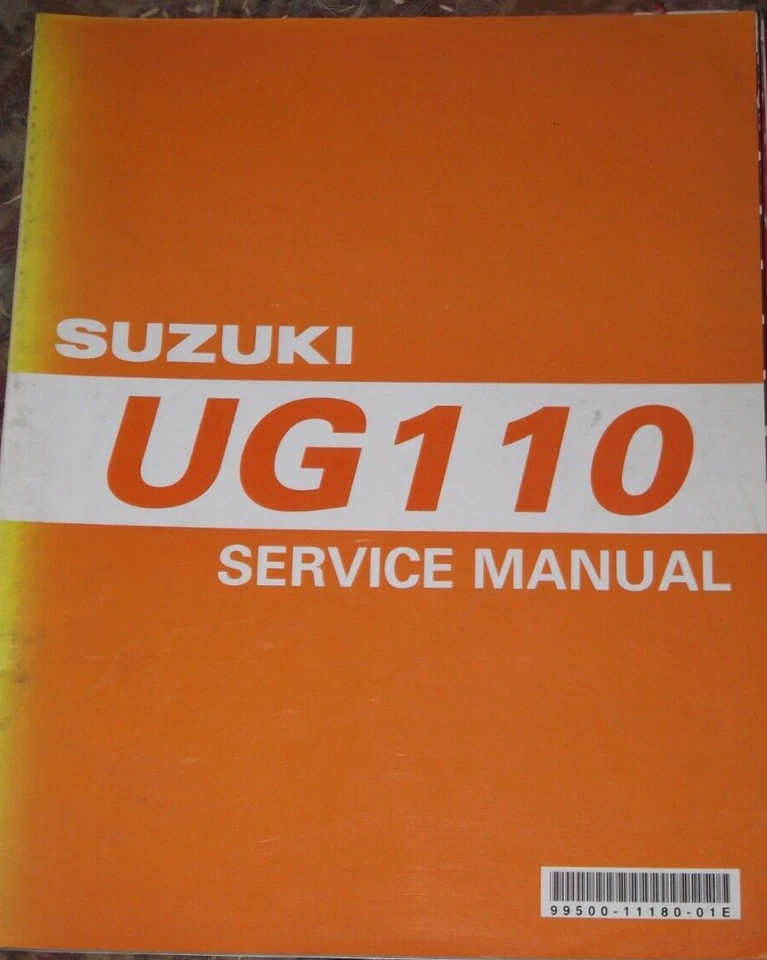 SUZUKI
UG110
SERVICE MANUAL
99500-11180-01E